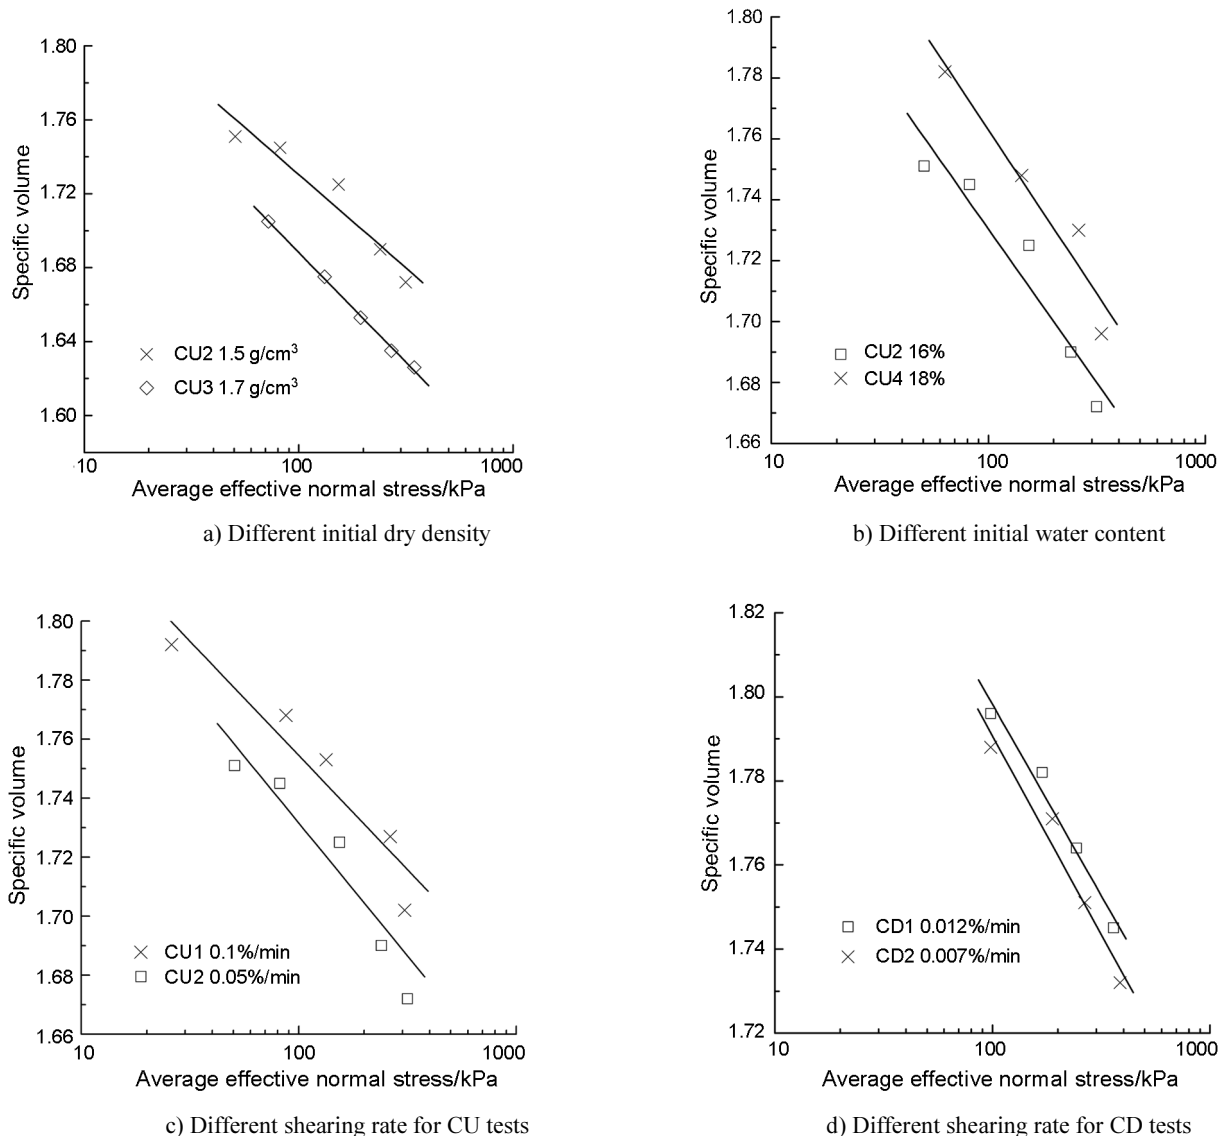 1.80
1.76
1.72
1.68
1.64
1.60
Specific volume
CU2 1.5 g/cm³
CU3 1.7 g/cm³
10 100 1000
Average effective normal stress/kPa
a) Different initial dry density
1.80
1.78
1.76
1.74
1.72
1.70
1.68
1.66
Specific volume
CU2 16%
CU4 18%
10 100 1000
Average effective normal stress/kPa
b) Different initial water content
1.80
1.78
1.76
1.74
1.72
1.70
1.68
1.66
Specific volume
CU1 0.1%/min
CU2 0.05%/min
10 100 1000
Average effective normal stress/kPa
c) Different shearing rate for CU tests
1.82
1.80
1.78
1.76
1.74
1.72
Specific volume
CD1 0.012%/min
CD2 0.007%/min
10 100 1000
Average effective normal stress/kPa
d) Different shearing rate for CD tests